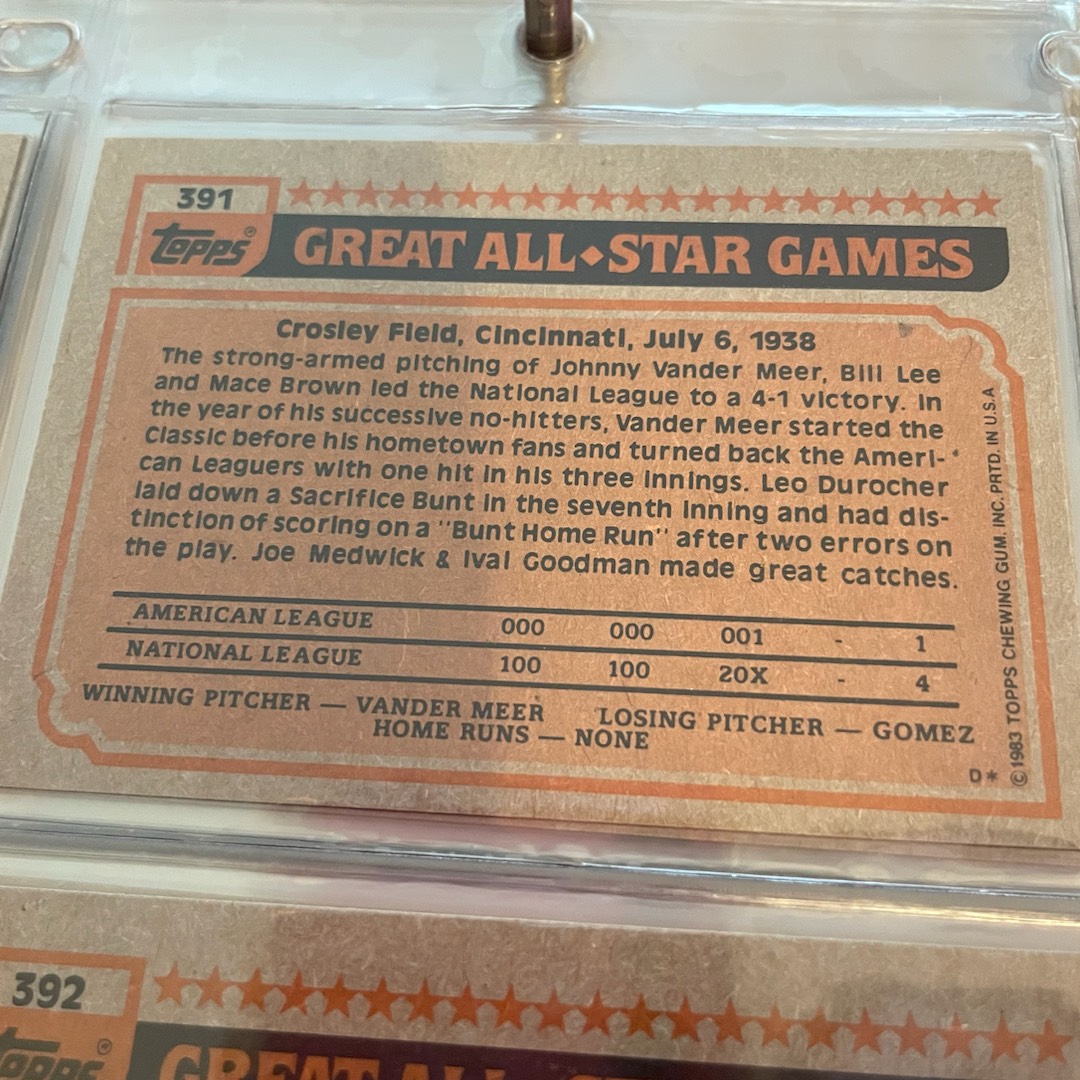 391
Topps®
GREAT ALL◆STAR GAMES
Crosley Field, Cincinnati, July 6, 1938
The strong-armed pitching of Johnny Vander Meer, Bill Lee
and Mace Brown led the National League to a 4-1 victory. In
the year of his successive no-hitters, Vander Meer started the
Classic before his hometown fans and turned back the Ameri-
can Leaguers with one hit in his three innings. Leo Durocher
laid down a Sacrifice Bunt in the seventh inning and had dis-
tinction of scoring on a "Bunt Home Run" after two errors on
the play. Joe Medwick & Ival Goodman made great catches.
AMERICAN LEAGUE 000 000 001 - 1
NATIONAL LEAGUE 100 100 20X - 4
WINNING PITCHER — VANDER MEER LOSING PITCHER — GOMEZ
HOME RUNS — NONE
D*
©1983 TOPPS CHEWING GUM. INC. PRTD. IN U.S.A
392
Topps®
GREAT ALL